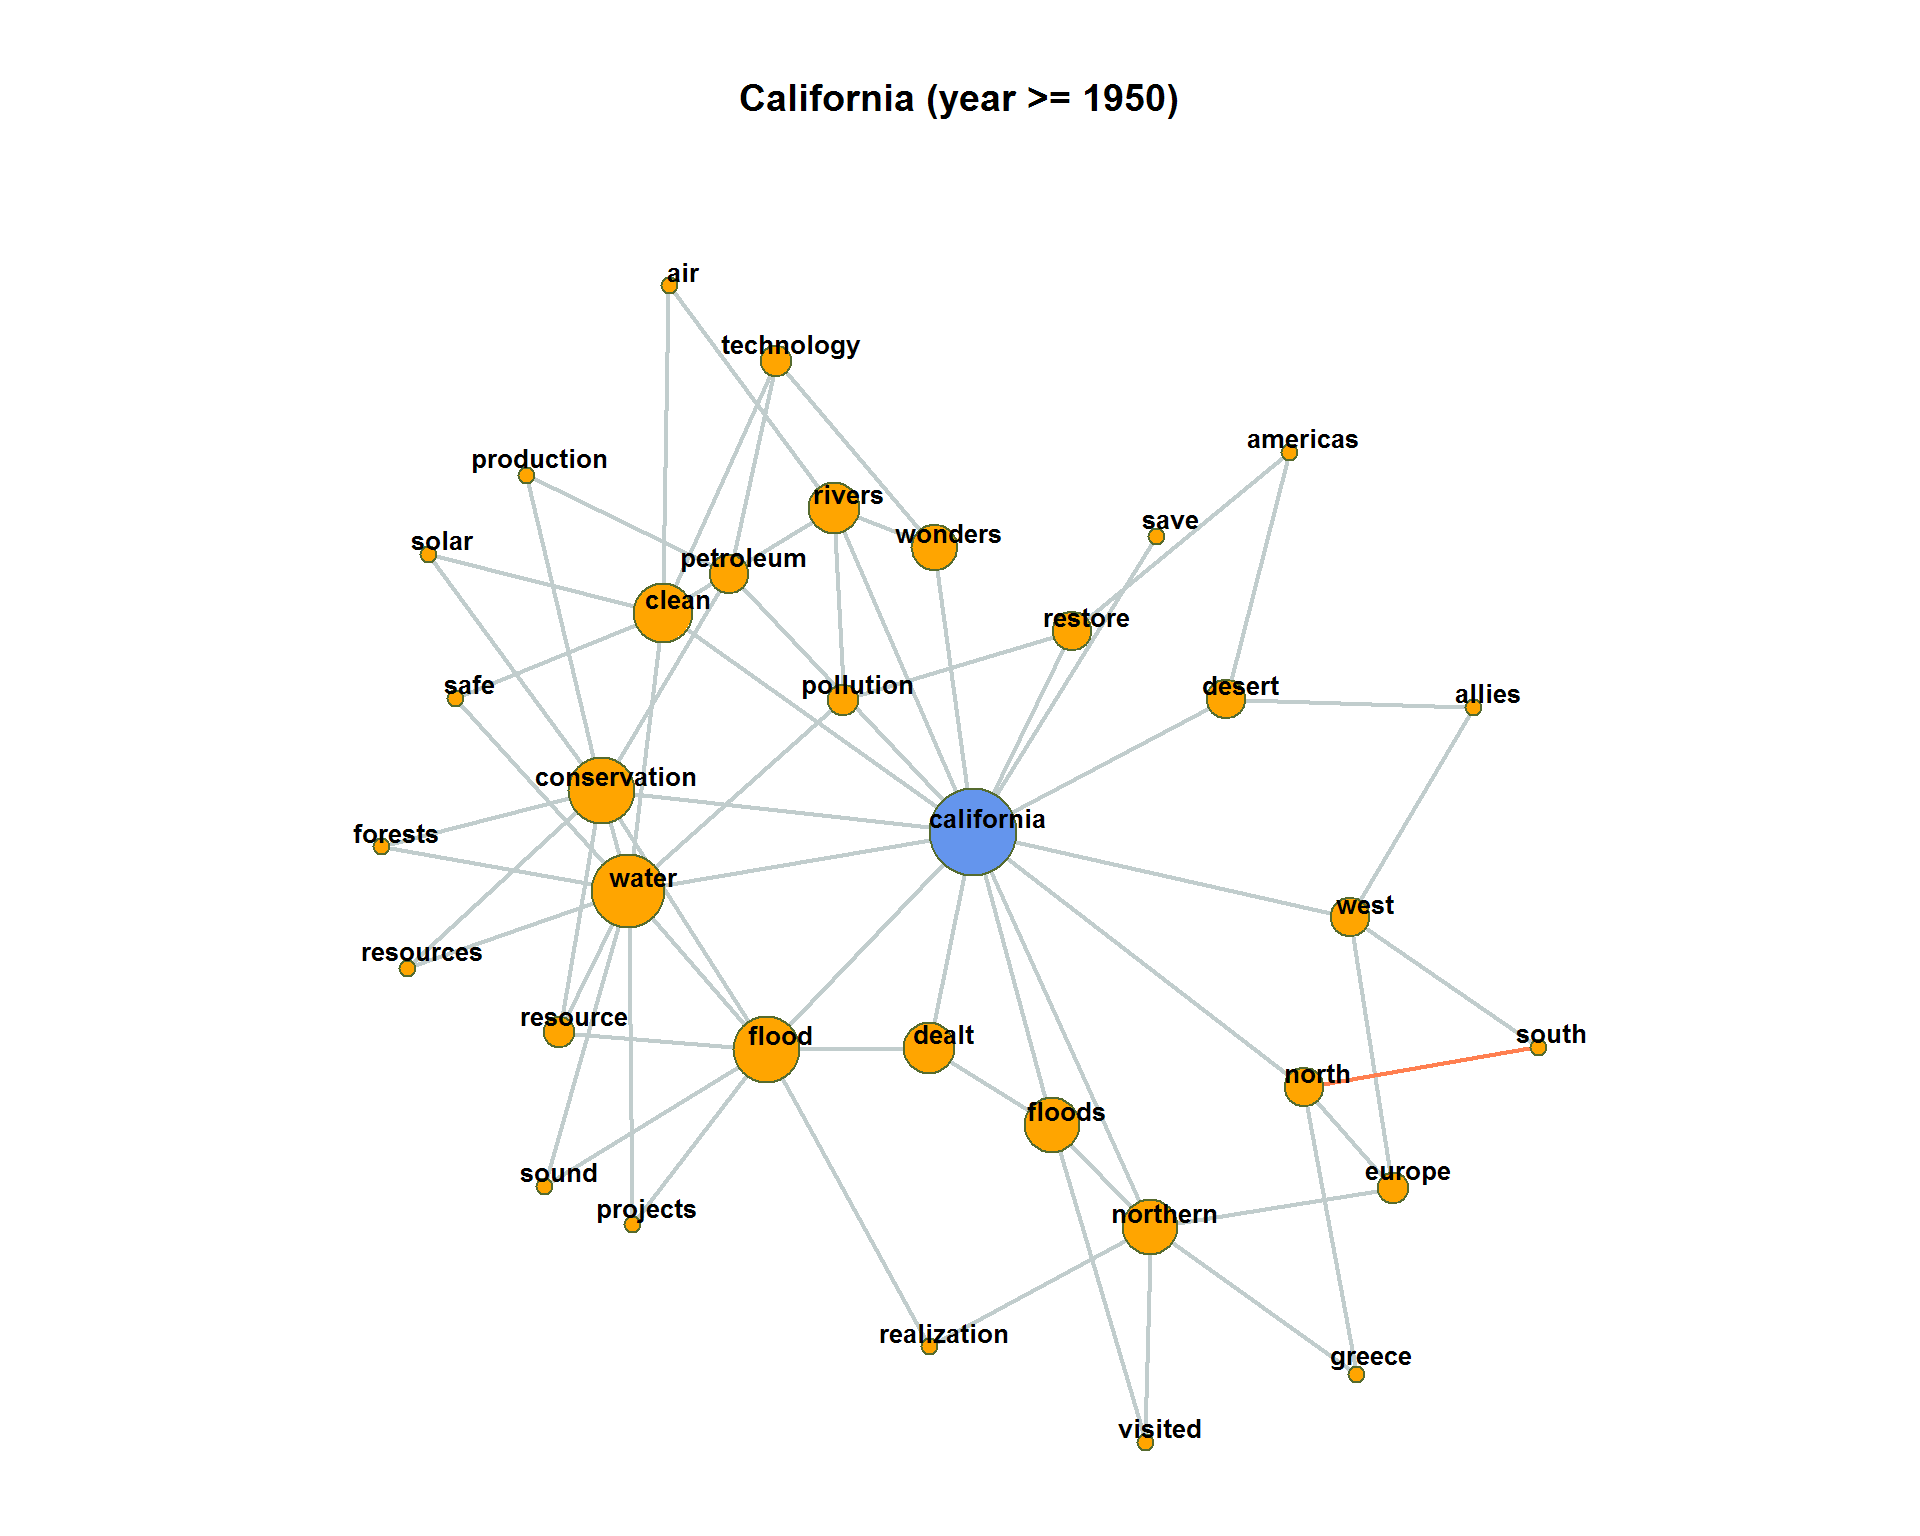 California (year >= 1950)
air
technology
americas
production
rivers
save
wonders
solar
petroleum
clean
restore
safe
pollution
desert
allies
conservation
california
forests
water
west
resources
resource
flood
dealt
south
north
floods
sound
europe
projects
northern
realization
greece
visited